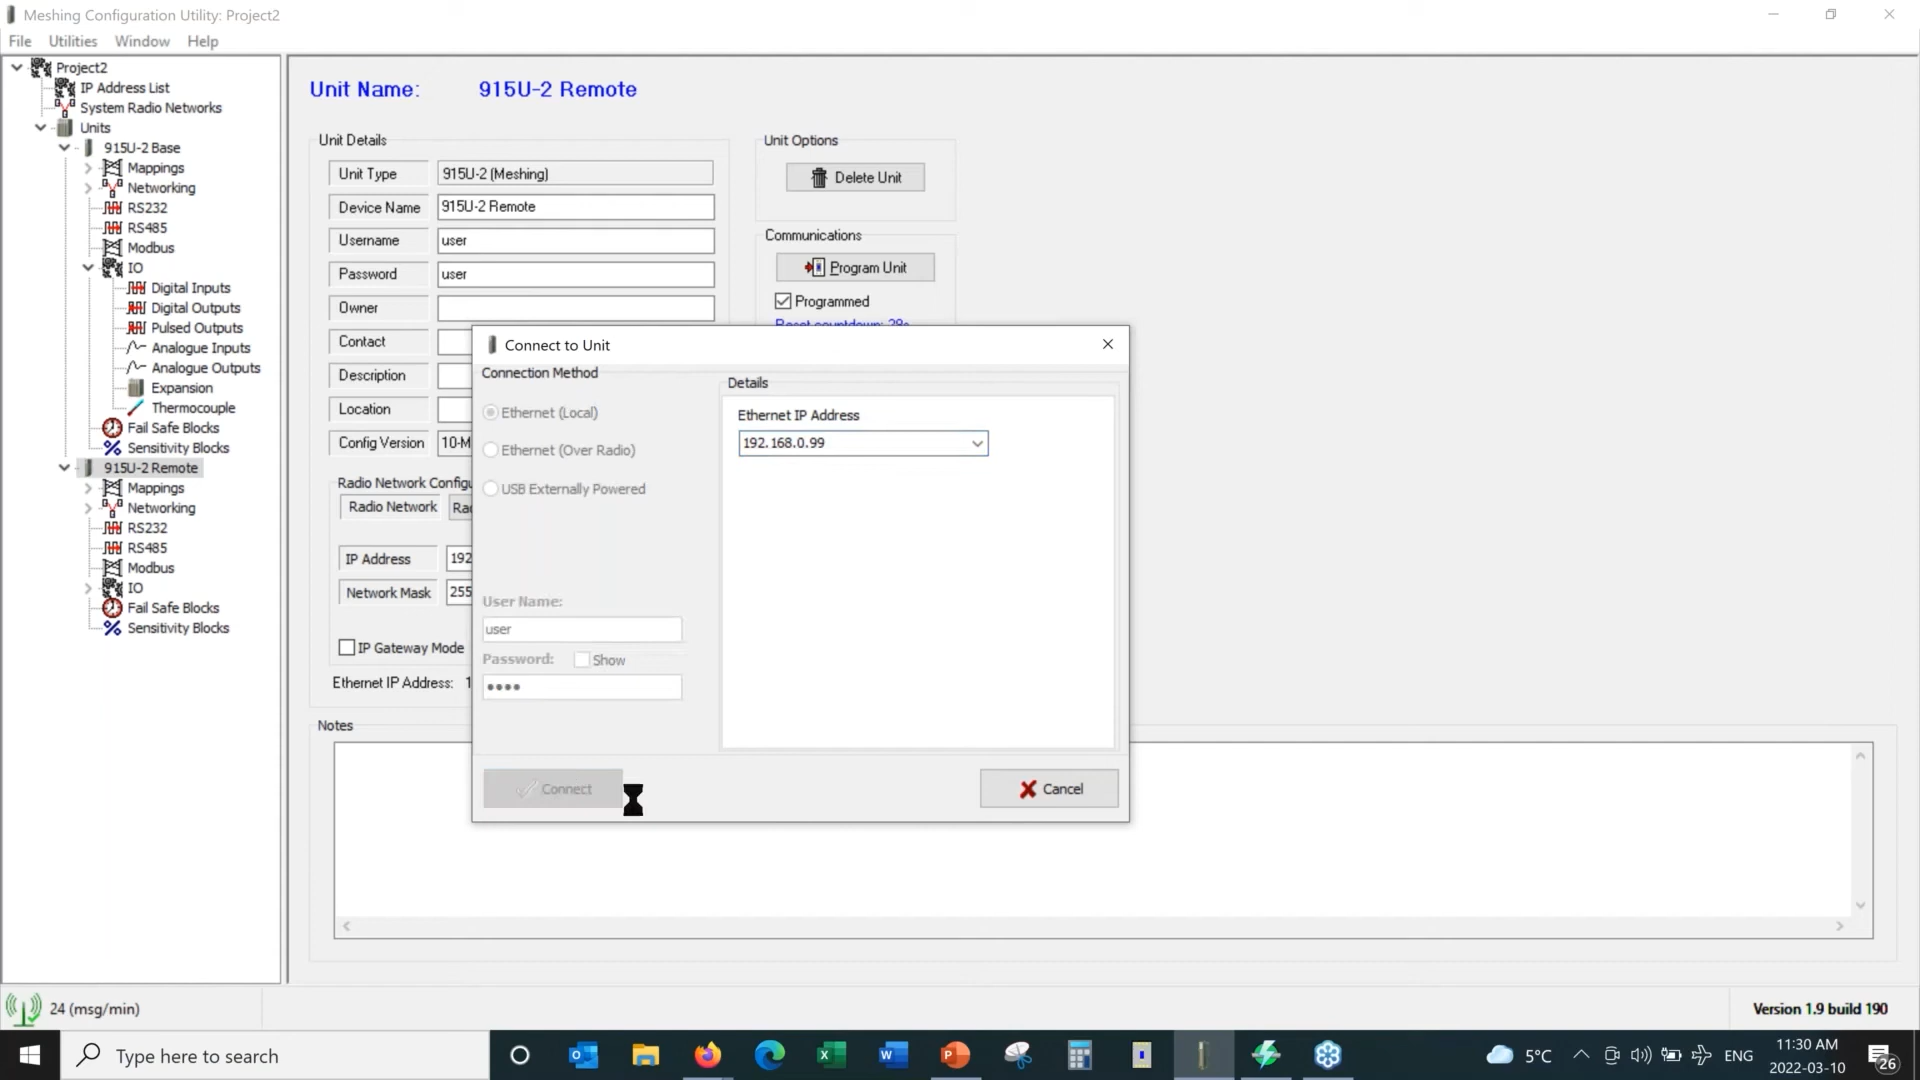 Meshing Configuration Utility: Project2
File Utilities Window Help
Project2
IP Address List
System Radio Networks
Units
915U-2 Base
Mappings
Networking
RS232
RS485
Modbus
IO
Digital Inputs
Digital Outputs
Pulsed Outputs
Analogue Inputs
Analogue Outputs
Expansion
Thermocouple
Fail Safe Blocks
Sensitivity Blocks
915U-2 Remote
Mappings
Networking
RS232
RS485
Modbus
IO
Fail Safe Blocks
Sensitivity Blocks
Unit Name: 915U-2 Remote
Unit Details
Unit Type 915U-2 (Meshing)
Device Name 915U-2 Remote
Username user
Password user
Owner
Contact
Description
Location
Config Version 10-M
Radio Network Configu
Radio Network Rad
IP Address 192
Network Mask 255
IP Gateway Mode
Ethernet IP Address: 1
Unit Options
Delete Unit
Communications
Program Unit
Programmed
Reset countdown: 29s
Connect to Unit
Connection Method
Ethernet (Local)
Ethernet (Over Radio)
USB Externally Powered
User Name:
user
Password: Show
••••
Details
Ethernet IP Address
192.168.0.99
Connect
Cancel
Notes
24 (msg/min)
Version 1.9 build 190
Type here to search
5°C
ENG
11:30 AM
2022-03-10
26